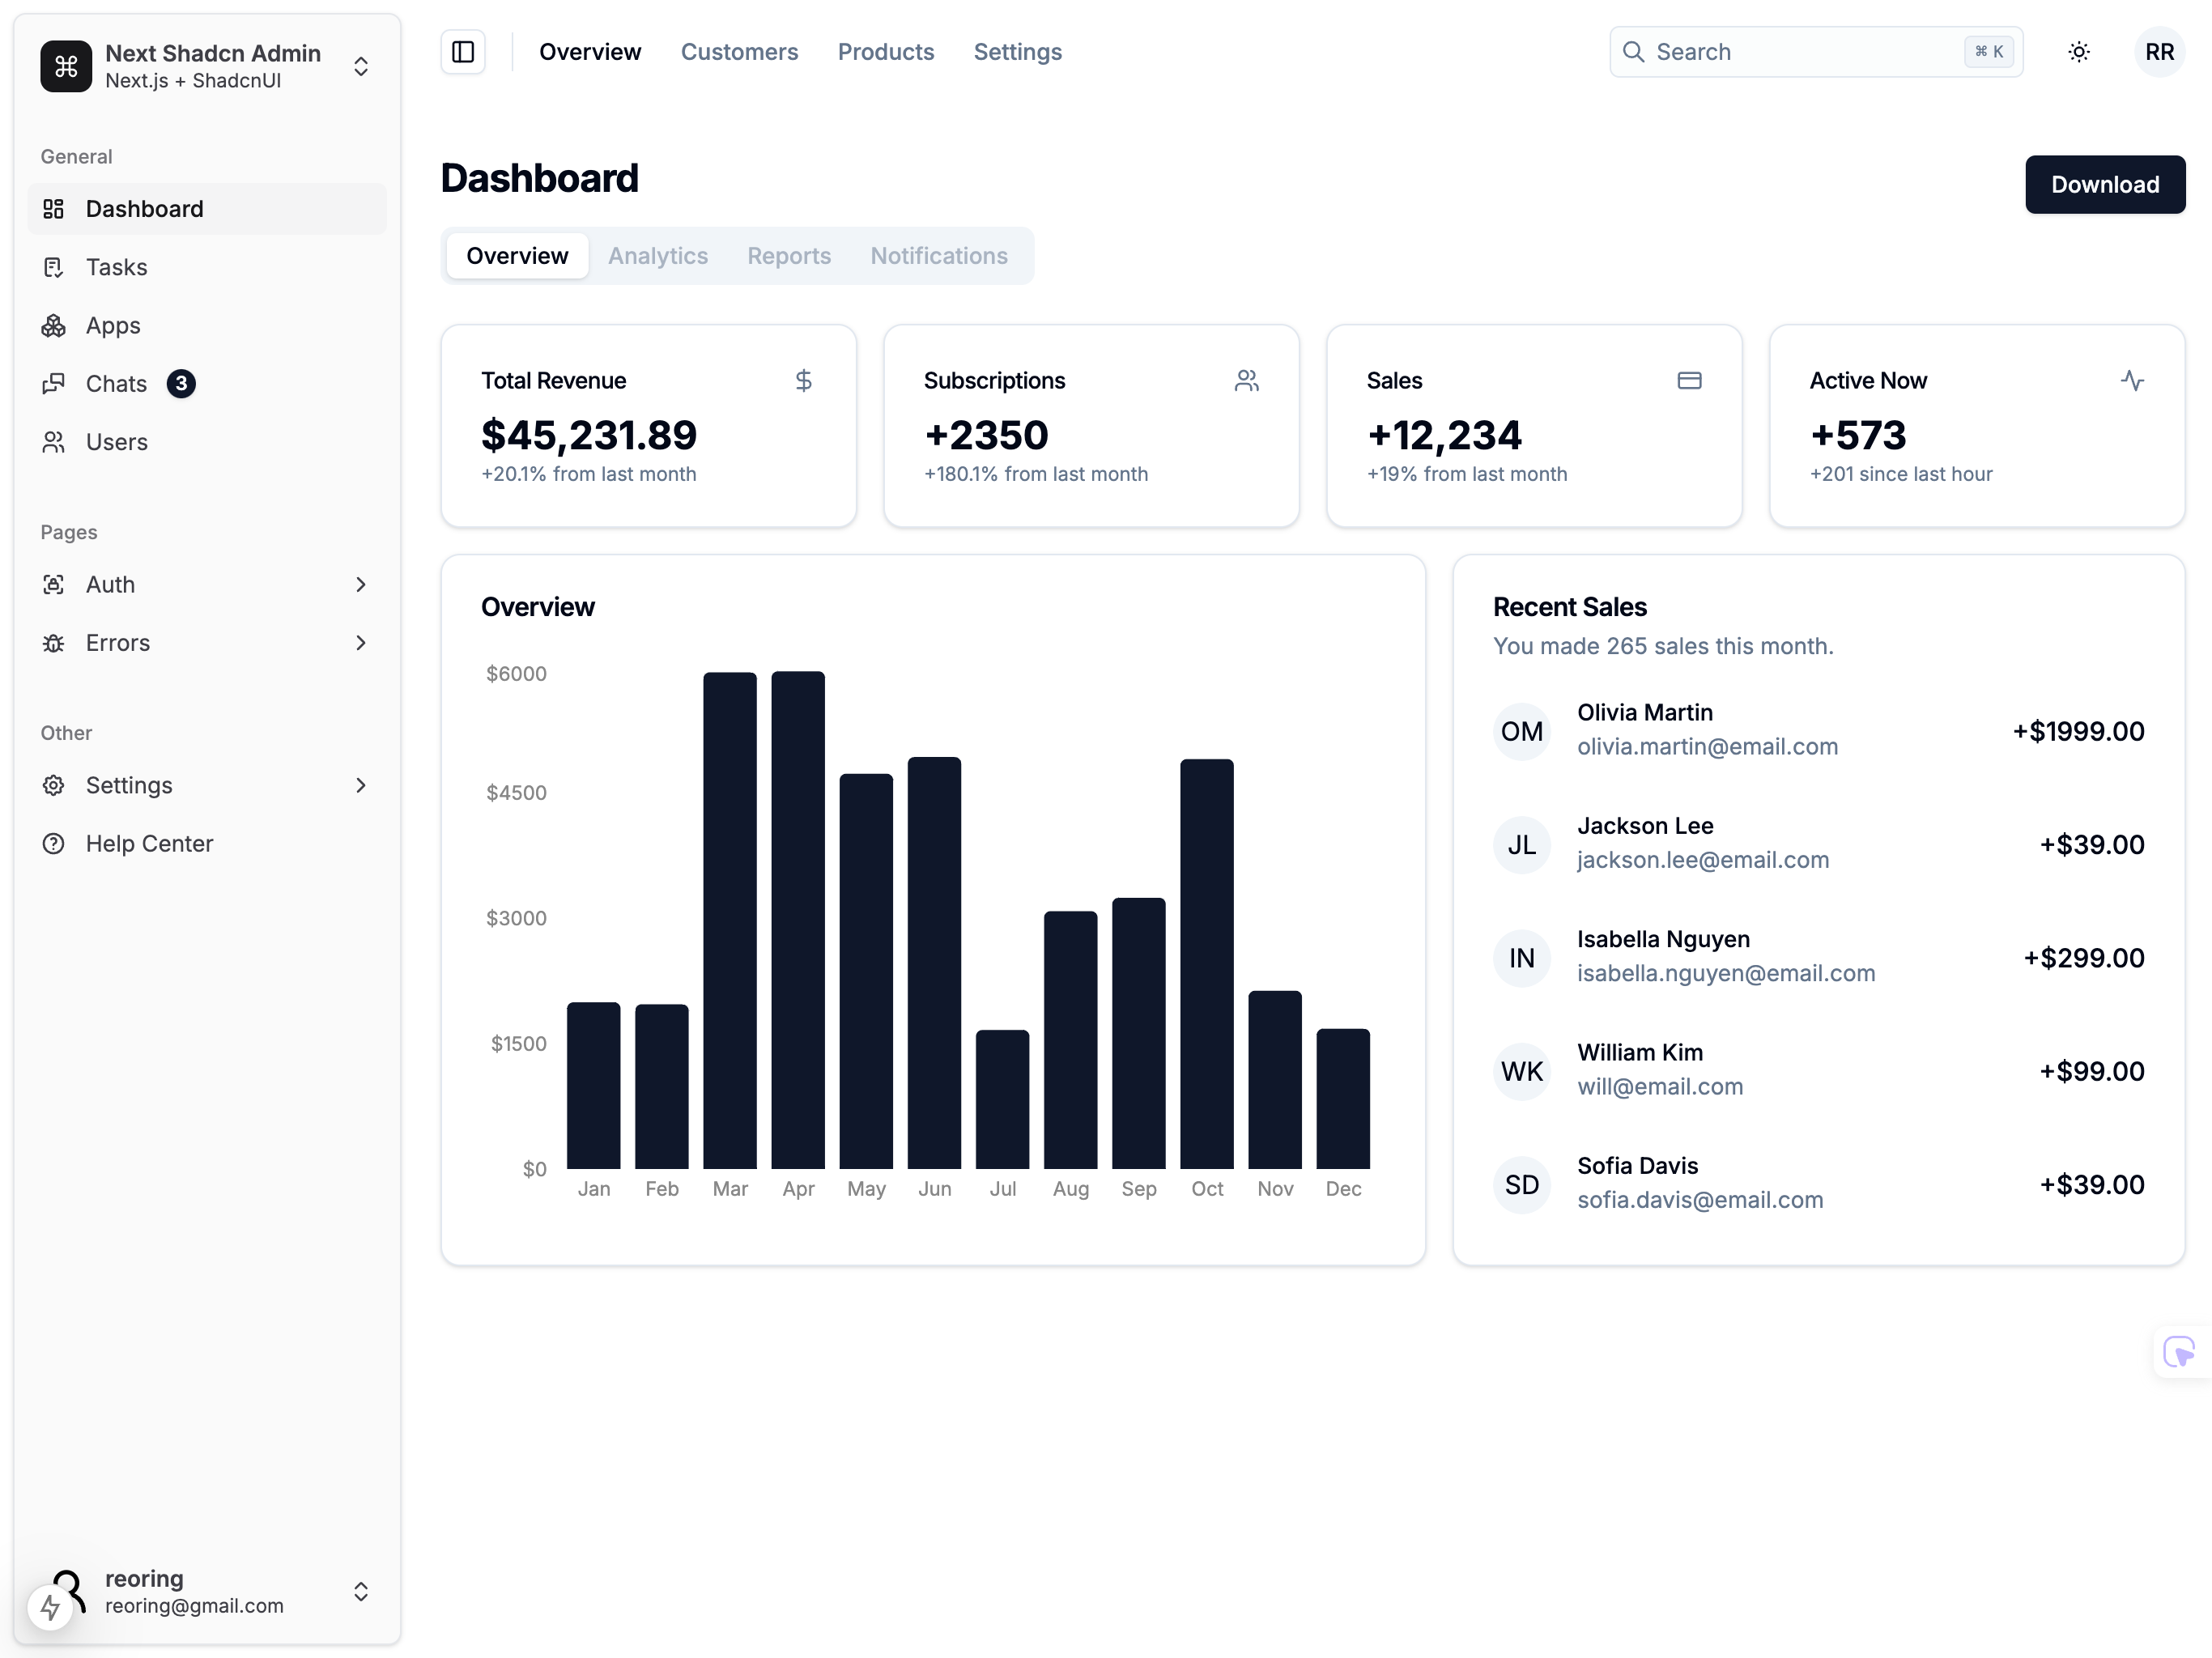 Next Shadcn Admin
Next.js + ShadcnUI
General
Dashboard
Tasks
Apps
Chats 3
Users
Pages
Auth
Errors
Other
Settings
Help Center
reoring
reoring@gmail.com
Overview Customers Products Settings
Search ⌘ K
RR
Dashboard
Download
Overview Analytics Reports Notifications
Total Revenue
$45,231.89
+20.1% from last month
Subscriptions
+2350
+180.1% from last month
Sales
+12,234
+19% from last month
Active Now
+573
+201 since last hour
Overview
$6000
$4500
$3000
$1500
$0
Jan Feb Mar Apr May Jun Jul Aug Sep Oct Nov Dec
Recent Sales
You made 265 sales this month.
OM
Olivia Martin
olivia.martin@email.com
+$1999.00
JL
Jackson Lee
jackson.lee@email.com
+$39.00
IN
Isabella Nguyen
isabella.nguyen@email.com
+$299.00
WK
William Kim
will@email.com
+$99.00
SD
Sofia Davis
sofia.davis@email.com
+$39.00